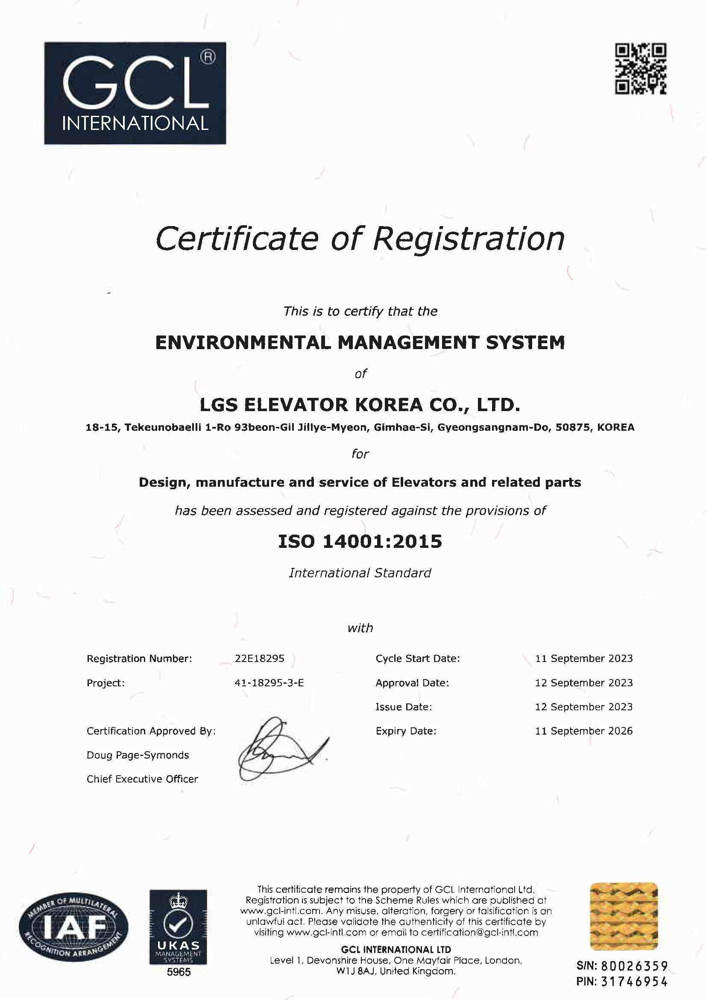 GCL®
INTERNATIONAL
Certificate of Registration
This is to certify that the
ENVIRONMENTAL MANAGEMENT SYSTEM
of
LGS ELEVATOR KOREA CO., LTD.
18-15, Tekeunobaelli 1-Ro 93beon-Gil Jillye-Myeon, Gimhae-Si, Gyeongsangnam-Do, 50875, KOREA
for
Design, manufacture and service of Elevators and related parts
has been assessed and registered against the provisions of
ISO 14001:2015
International Standard
with
Registration Number: 22E18295 Cycle Start Date: 11 September 2023
Project: 41-18295-3-E Approval Date: 12 September 2023
Issue Date: 12 September 2023
Certification Approved By: Expiry Date: 11 September 2026
Doug Page-Symonds
Chief Executive Officer
MEMBER OF MULTILATERAL
IAF
RECOGNITION ARRANGEMENT
UKAS
MANAGEMENT
SYSTEMS
5965
This certificate remains the property of GCL International Ltd.
Registration is subject to the Scheme Rules which are published at
www.gcl-intl.com. Any misuse, alteration, forgery or falsification is an
unlawful act. Please validate the authenticity of this certificate by
visiting www.gcl-intl.com or email to certification@gcl-intl.com
GCL INTERNATIONAL LTD
Level 1, Devonshire House, One Mayfair Place, London,
W1J 8AJ, United Kingdom.
S/N: 80026359
PIN: 31746954